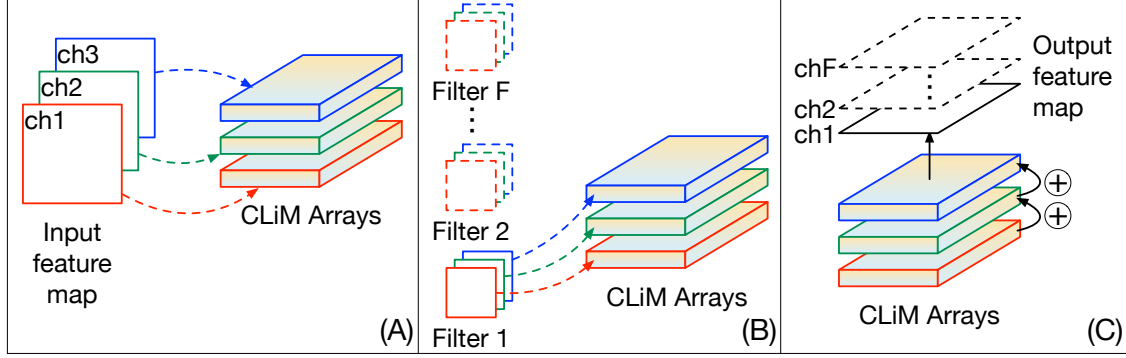 ch3
ch2
ch1
CLiM Arrays
Input
feature
map
(A)
Filter F
Filter 2
Filter 1
CLiM Arrays
(B)
chF
ch2
ch1
Output
feature
map
+
+
CLiM Arrays
(C)